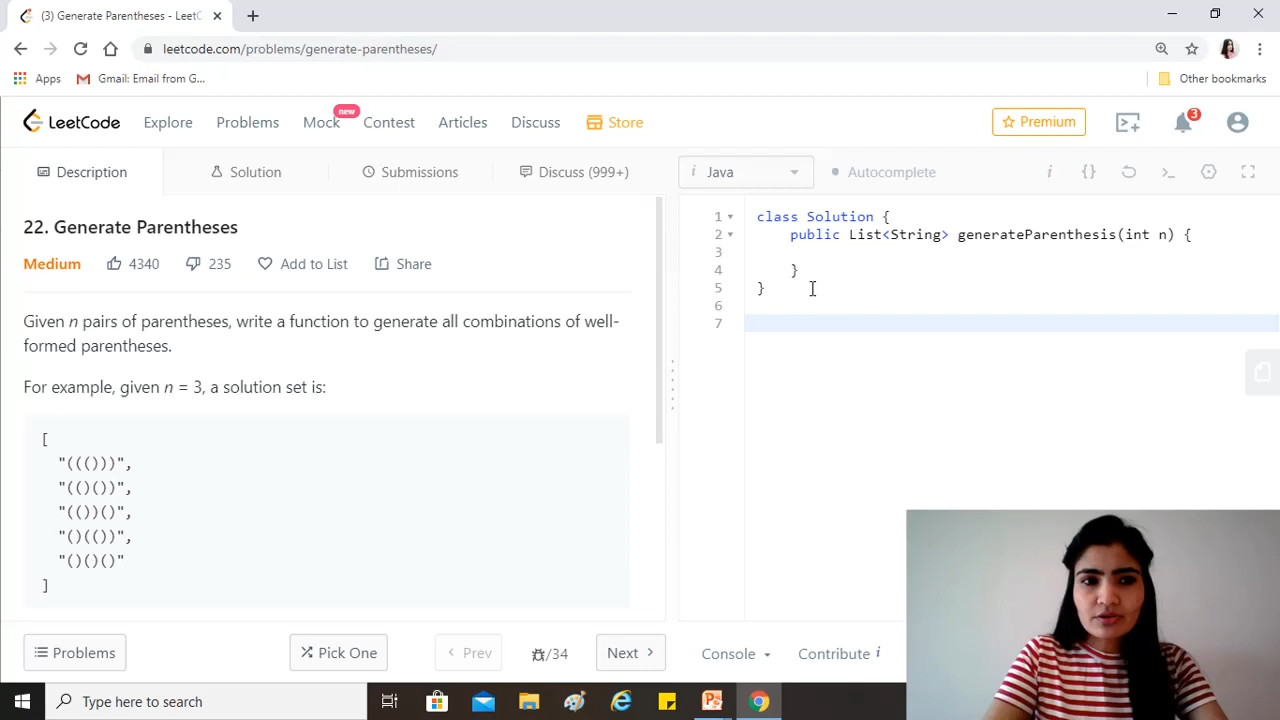 (3) Generate Parentheses - LeetC
leetcode.com/problems/generate-parentheses/
Apps
Gmail: Email from G...
Other bookmarks
LeetCode
Explore
Problems
Mock
new
Contest
Articles
Discuss
Store
Premium
3
Description
Solution
Submissions
Discuss (999+)
i Java
Autocomplete
i
{}
22. Generate Parentheses
Medium
4340
235
Add to List
Share
Given n pairs of parentheses, write a function to generate all combinations of well-
formed parentheses.
For example, given n = 3, a solution set is:
[
"((()))",
"(()())",
"(())()",
"()(())",
"()()()"
]
1 class Solution {
2 public List<String> generateParenthesis(int n) {
3
4 }
5 }
6
7
Problems
Pick One
Prev
/34
Next
Console
Contribute i
Type here to search